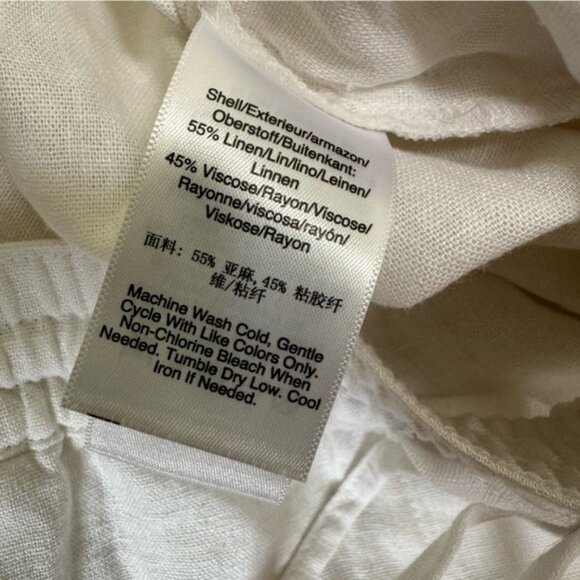 Shell/Exterieur/armazon/
Oberstoff/Buitenkant:
55% Linen/Lin/lino/Leinen/
Linnen
45% Viscose/Rayon/Viscose/
Rayonne/viscosa/rayón/
Viskose/Rayon
面料: 55% 亚麻,45% 粘胶纤
维/粘纤
Machine Wash Cold, Gentle
Cycle With Like Colors Only.
Non-Chlorine Bleach When
Needed. Tumble Dry Low. Cool
Iron If Needed.